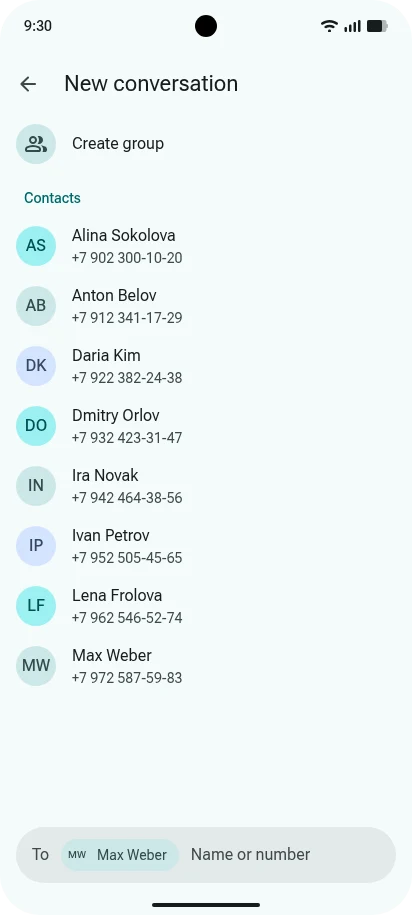 9:30
New conversation
Create group
Contacts
AS Alina Sokolova
+7 902 300-10-20
AB Anton Belov
+7 912 341-17-29
DK Daria Kim
+7 922 382-24-38
DO Dmitry Orlov
+7 932 423-31-47
IN Ira Novak
+7 942 464-38-56
IP Ivan Petrov
+7 952 505-45-65
LF Lena Frolova
+7 962 546-52-74
MW Max Weber
+7 972 587-59-83
To MW Max Weber Name or number